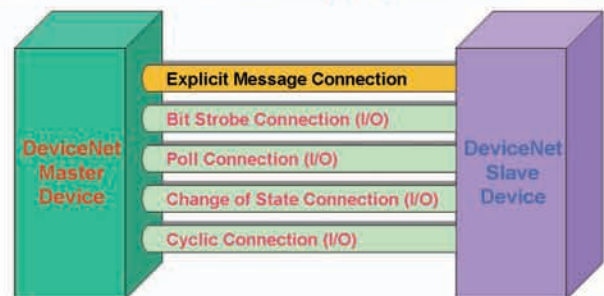 Explicit Message Connection
Bit Strobe Connection (I/O)
Poll Connection (I/O)
Change of State Connection (I/O)
Cyclic Connection (I/O)
DeviceNet
Master
Device
DeviceNet
Slave
Device